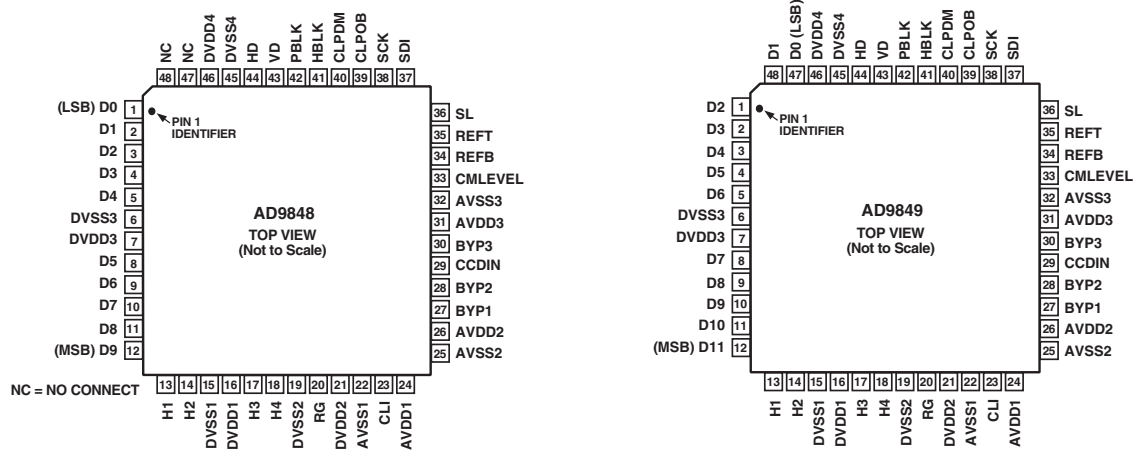 48 NC
47 NC
46 DVDD4
45 DVSS4
44 HD
43 VD
42 PBLK
41 HBLK
40 CLPDM
39 CLPOB
38 SCK
37 SDI
(LSB) D0 1
D1 2
D2 3
D3 4
D4 5
DVSS3 6
DVDD3 7
D5 8
D6 9
D7 10
D8 11
(MSB) D9 12
PIN 1
IDENTIFIER
AD9848
TOP VIEW
(Not to Scale)
36 SL
35 REFT
34 REFB
33 CMLEVEL
32 AVSS3
31 AVDD3
30 BYP3
29 CCDIN
28 BYP2
27 BYP1
26 AVDD2
25 AVSS2
NC = NO CONNECT
13 H1
14 H2
15 DVSS1
16 DVDD1
17 H3
18 H4
19 DVSS2
20 RG
21 DVDD2
22 AVSS1
23 CLI
24 AVDD1
48 D1
47 D0 (LSB)
46 DVDD4
45 DVSS4
44 HD
43 VD
42 PBLK
41 HBLK
40 CLPDM
39 CLPOB
38 SCK
37 SDI
D2 1
D3 2
D4 3
D5 4
D6 5
DVSS3 6
DVDD3 7
D7 8
D8 9
D9 10
D10 11
(MSB) D11 12
PIN 1
IDENTIFIER
AD9849
TOP VIEW
(Not to Scale)
36 SL
35 REFT
34 REFB
33 CMLEVEL
32 AVSS3
31 AVDD3
30 BYP3
29 CCDIN
28 BYP2
27 BYP1
26 AVDD2
25 AVSS2
13 H1
14 H2
15 DVSS1
16 DVDD1
17 H3
18 H4
19 DVSS2
20 RG
21 DVDD2
22 AVSS1
23 CLI
24 AVDD1